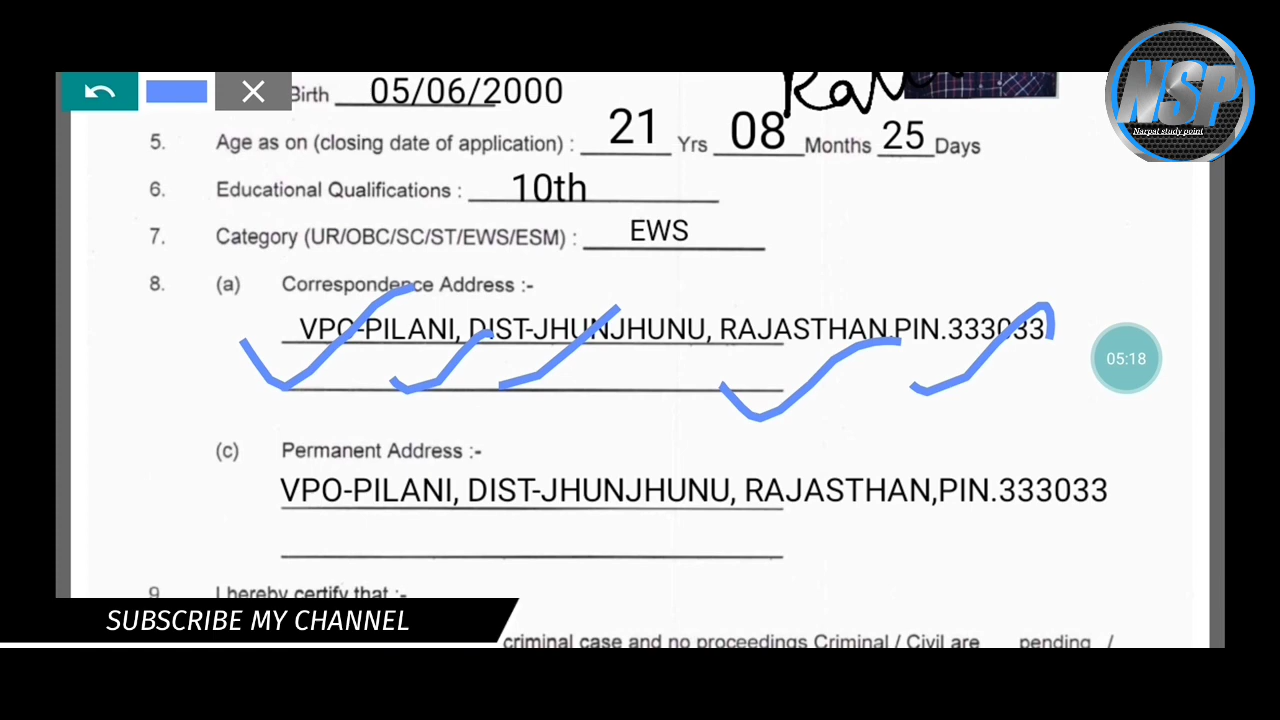 Birth 05/06/2000
5. Age as on (closing date of application) : 21 Yrs 08 Months 25 Days
6. Educational Qualifications : 10th
7. Category (UR/OBC/SC/ST/EWS/ESM) : EWS
8. (a) Correspondence Address :-
VPO-PILANI, DIST-JHUNJHUNU, RAJASTHAN,PIN.333033
(c) Permanent Address :-
VPO-PILANI, DIST-JHUNJHUNU, RAJASTHAN,PIN.333033
9. I hereby certify that :-
criminal case and no proceedings Criminal / Civil are pending /
SUBSCRIBE MY CHANNEL
NSP
Nazpal study point
05:18